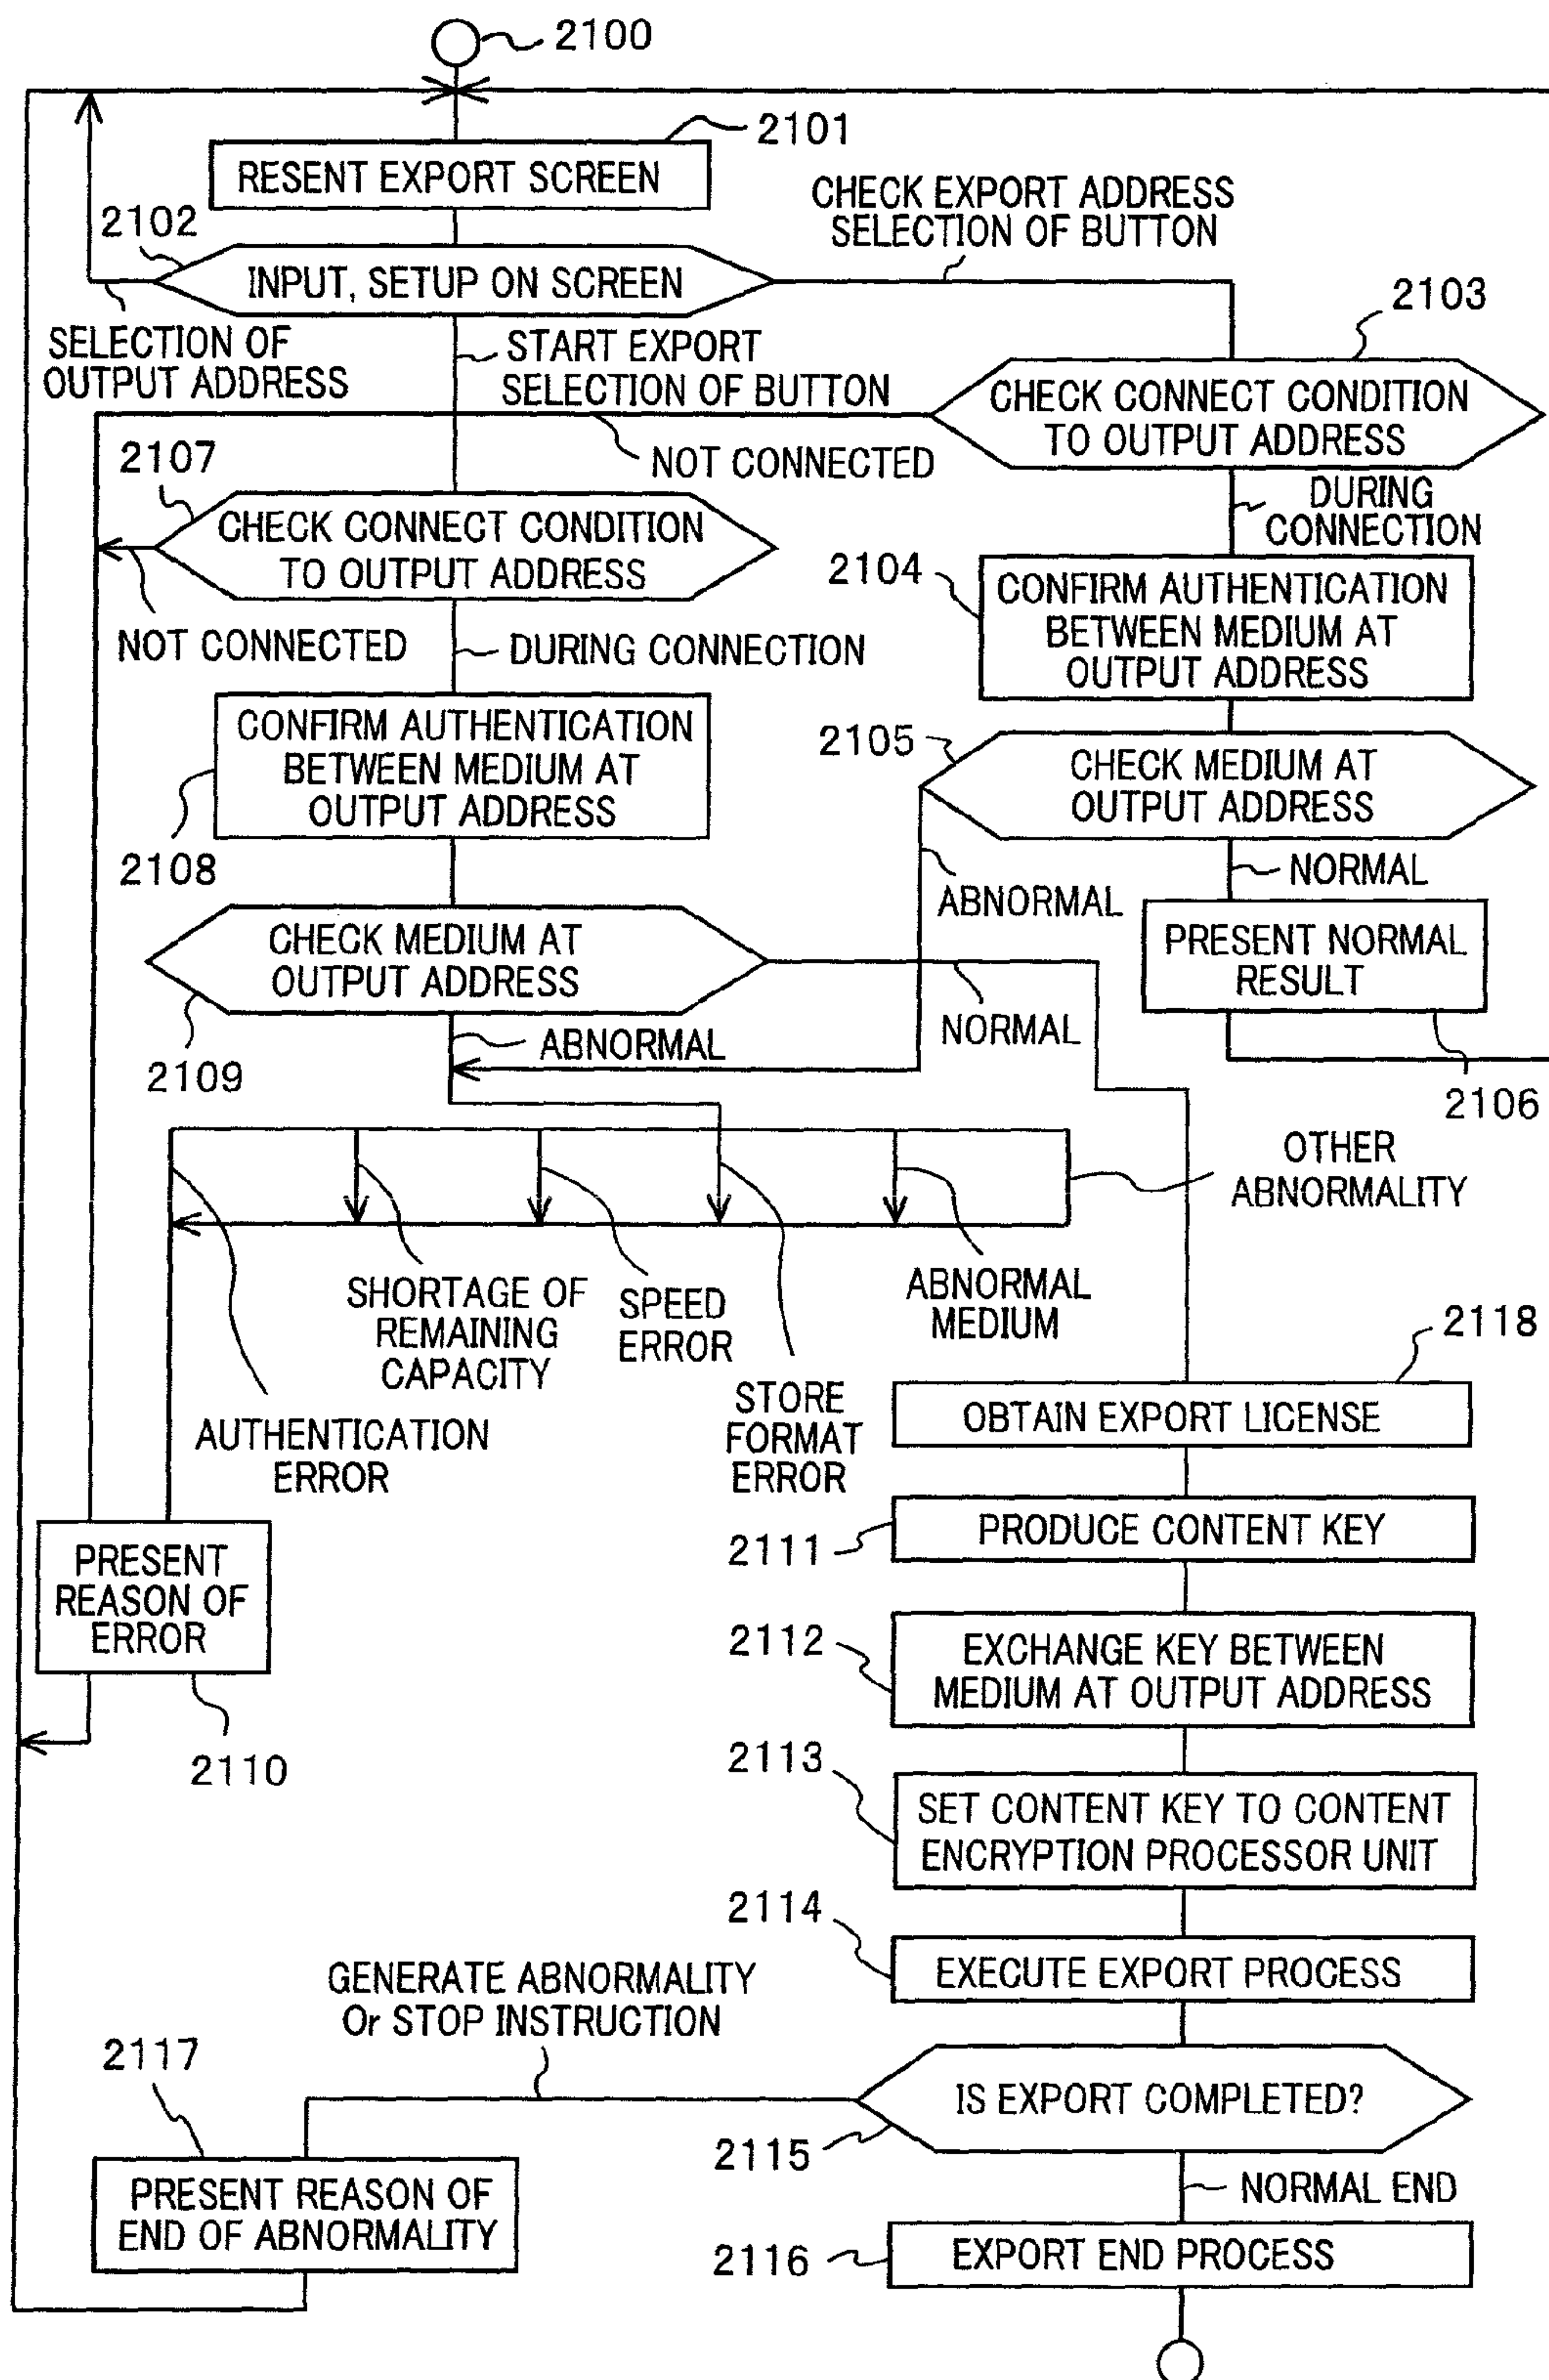 2100
2101
RESENT EXPORT SCREEN
CHECK EXPORT ADDRESS
SELECTION OF BUTTON
2102
INPUT, SETUP ON SCREEN
2103
SELECTION OF
OUTPUT ADDRESS
START EXPORT
SELECTION OF BUTTON
CHECK CONNECT CONDITION
TO OUTPUT ADDRESS
NOT CONNECTED
2107
CHECK CONNECT CONDITION
TO OUTPUT ADDRESS
DURING
CONNECTION
2104
CONFIRM AUTHENTICATION
BETWEEN MEDIUM AT
OUTPUT ADDRESS
NOT CONNECTED
DURING CONNECTION
CONFIRM AUTHENTICATION
BETWEEN MEDIUM AT
OUTPUT ADDRESS
2105
CHECK MEDIUM AT
OUTPUT ADDRESS
2108
NORMAL
ABNORMAL
CHECK MEDIUM AT
OUTPUT ADDRESS
PRESENT NORMAL
RESULT
NORMAL
ABNORMAL
2109
2106
OTHER
ABNORMALITY
SHORTAGE OF
REMAINING
CAPACITY
SPEED
ERROR
ABNORMAL
MEDIUM
2118
STORE
FORMAT
ERROR
OBTAIN EXPORT LICENSE
AUTHENTICATION
ERROR
PRODUCE CONTENT KEY
2111
PRESENT
REASON OF
ERROR
2112
EXCHANGE KEY BETWEEN
MEDIUM AT OUTPUT ADDRESS
2110
2113
SET CONTENT KEY TO CONTENT
ENCRYPTION PROCESSOR UNIT
2114
EXECUTE EXPORT PROCESS
GENERATE ABNORMALITY
Or STOP INSTRUCTION
2117
IS EXPORT COMPLETED?
2115
PRESENT REASON OF
END OF ABNORMALITY
NORMAL END
2116
EXPORT END PROCESS